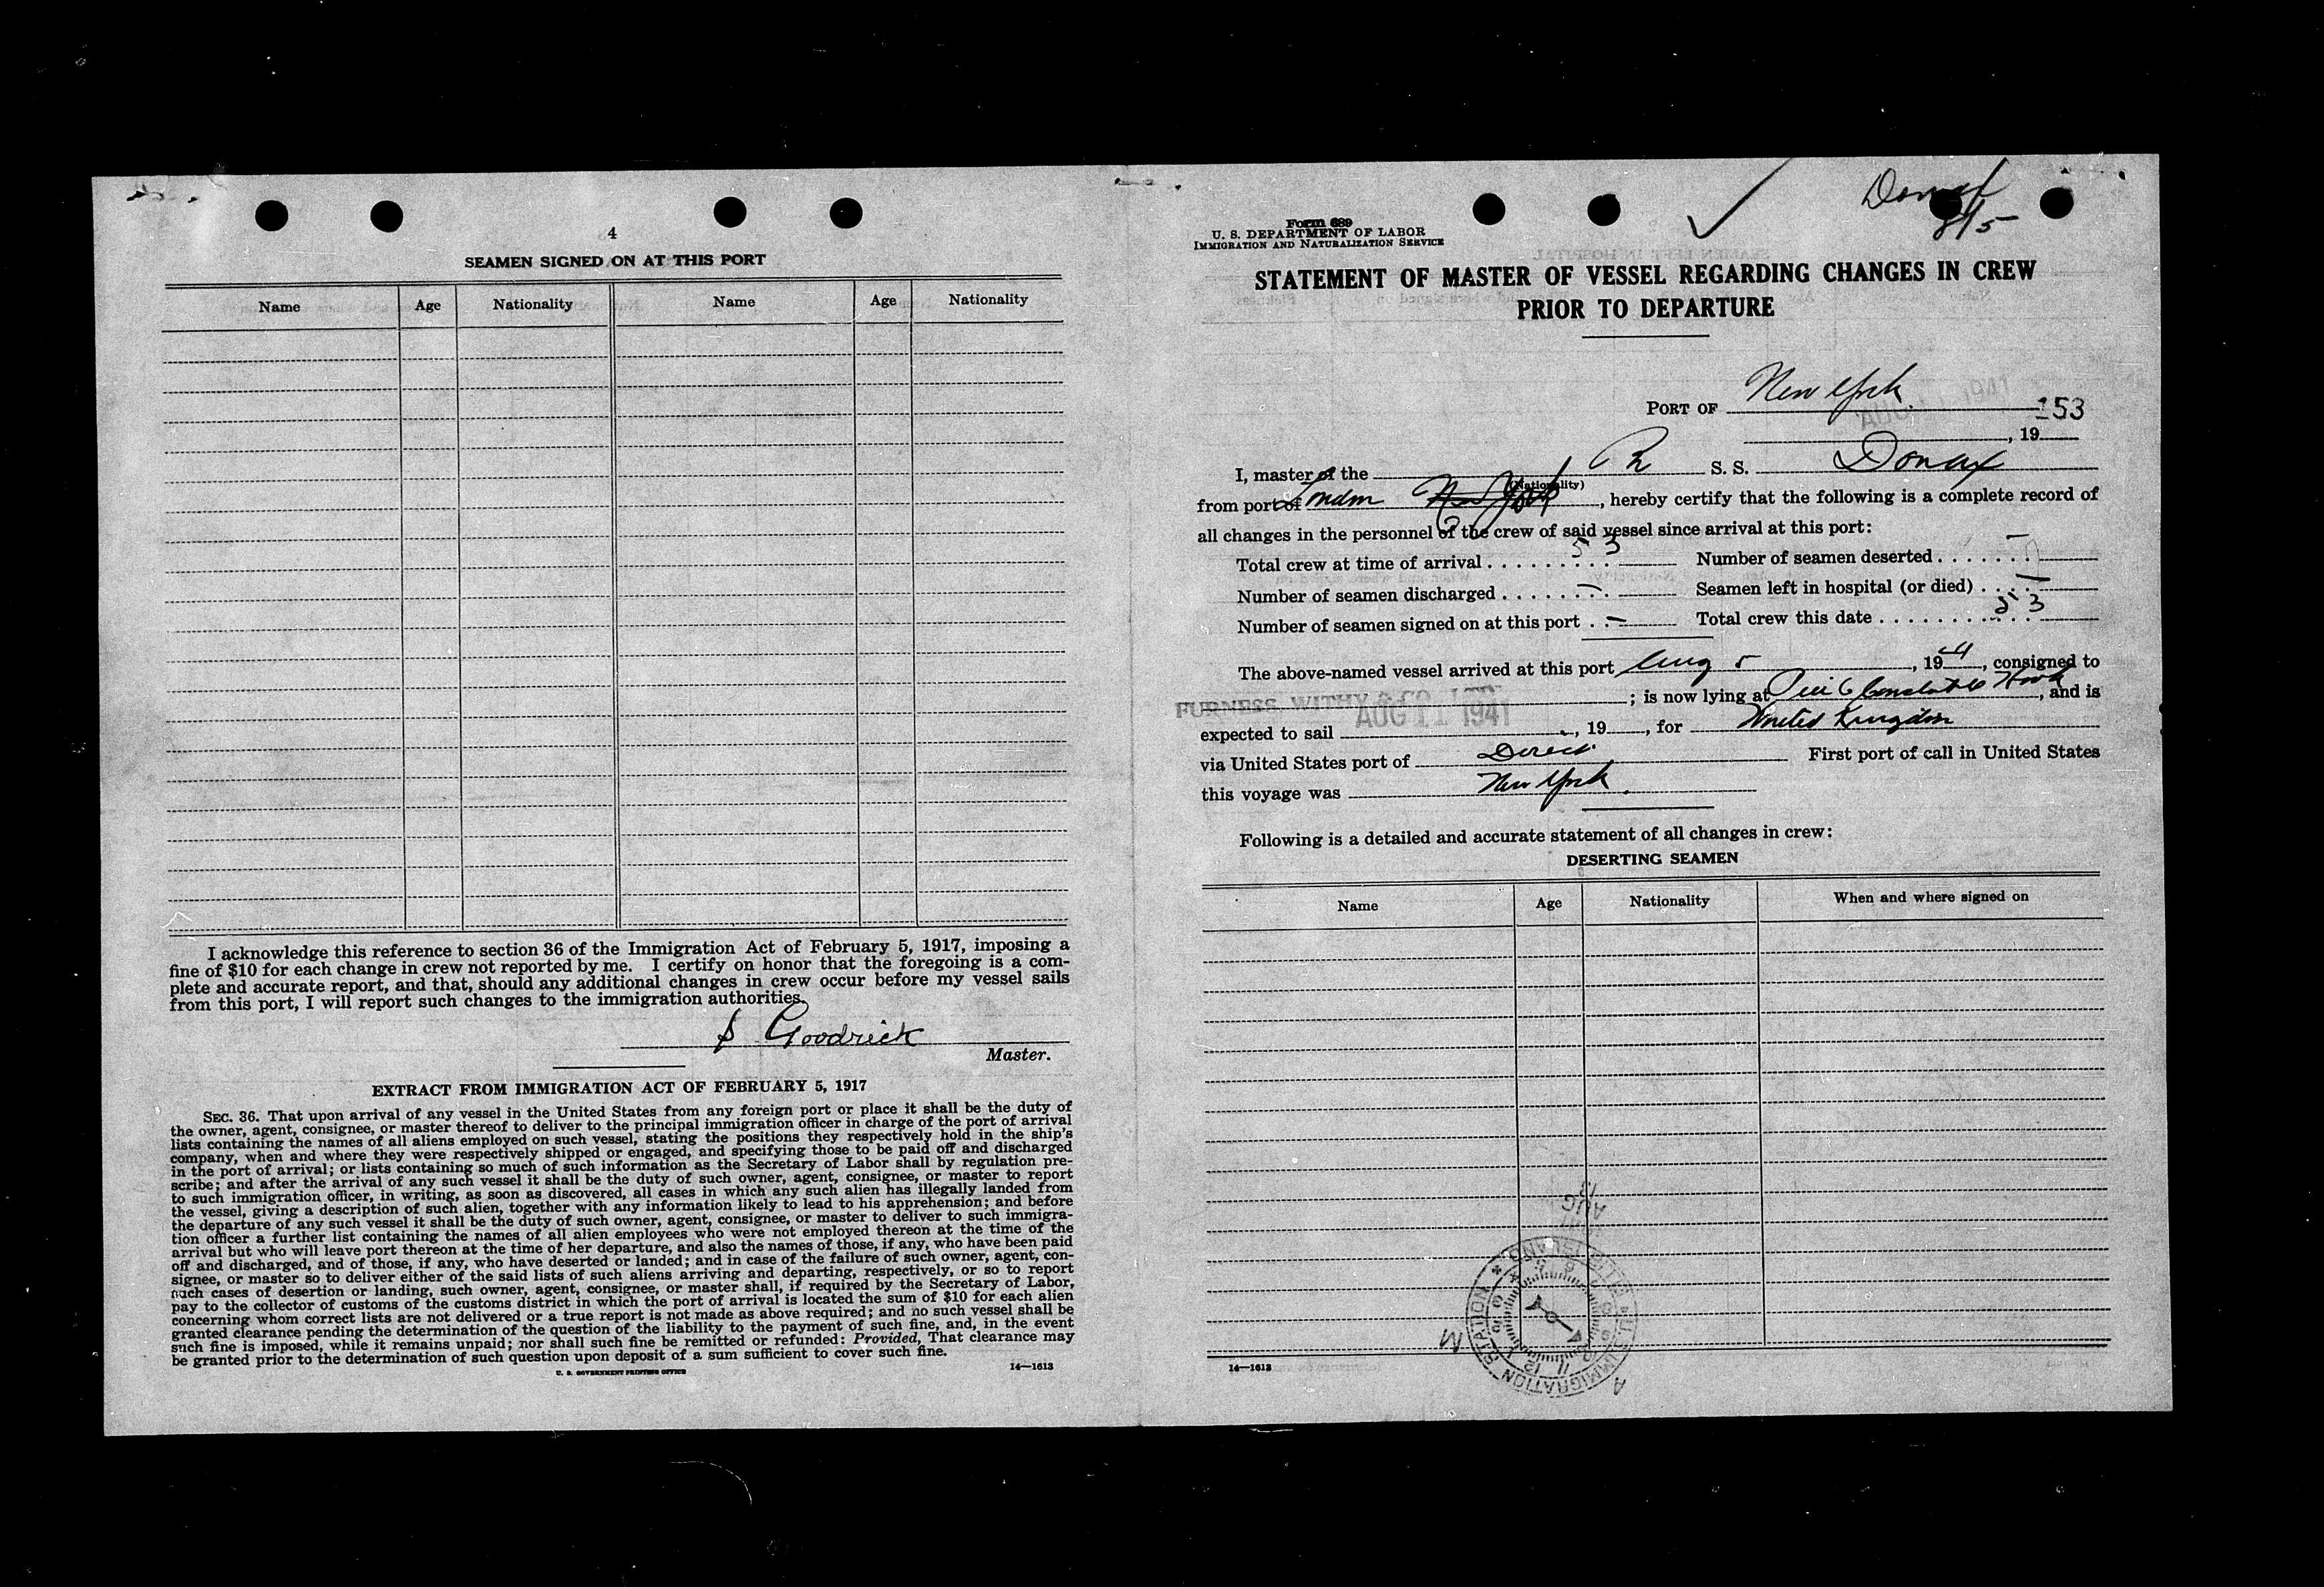 4
SEAMEN SIGNED ON AT THIS PORT
Name Age Nationality Name Age Nationality
I acknowledge this reference to section 36 of the Immigration Act of February 5, 1917, imposing a
fine of $10 for each change in crew not reported by me. I certify on honor that the foregoing is a com-
plete and accurate report, and that, should any additional changes in crew occur before my vessel sails
from this port, I will report such changes to the immigration authorities.
S Goodrick
Master.
EXTRACT FROM IMMIGRATION ACT OF FEBRUARY 5, 1917
SEC. 36. That upon arrival of any vessel in the United States from any foreign port or place it shall be the duty of
the owner, agent, consignee, or master thereof to deliver to the principal immigration officer in charge of the port of arrival
lists containing the names of all aliens employed on such vessel, stating the positions they respectively hold in the ship's
company, when and where they were respectively shipped or engaged, and specifying those to be paid off and discharged
in the port of arrival; or lists containing so much of such information as the Secretary of Labor shall by regulation pre-
scribe; and after the arrival of any such vessel it shall be the duty of such owner, agent, consignee, or master to report
to such immigration officer, in writing, as soon as discovered, all cases in which any such alien has illegally landed from
the vessel, giving a description of such alien, together with any information likely to lead to his apprehension; and before
the departure of any such vessel it shall be the duty of such owner, agent, consignee, or master to deliver to such immigra-
tion officer a further list containing the names of all alien employees who were not employed thereon at the time of the
arrival but who will leave port thereon at the time of her departure, and also the names of those, if any, who have been paid
off and discharged, and of those, if any, who have deserted or landed; and in case of the failure of such owner, agent, con-
signee, or master so to deliver either of the said lists of such aliens arriving and departing, respectively, or so to report
such cases of desertion or landing, such owner, agent, consignee, or master shall, if required by the Secretary of Labor,
pay to the collector of customs of the customs district in which the port of arrival is located the sum of $10 for each alien
concerning whom correct lists are not delivered or a true report is not made as above required; and no such vessel shall be
granted clearance pending the determination of the question of the liability to the payment of such fine, and, in the event
such fine is imposed, while it remains unpaid; nor shall such fine be remitted or refunded: Provided, That clearance may
be granted prior to the determination of such question upon deposit of a sum sufficient to cover such fine.
U. S. GOVERNMENT PRINTING OFFICE 14—1613
Donax
8/5
Form 689
U. S. DEPARTMENT OF LABOR
IMMIGRATION AND NATURALIZATION SERVICE
STATEMENT OF MASTER OF VESSEL REGARDING CHANGES IN CREW
PRIOR TO DEPARTURE
PORT OF New York 153
AUG 11 1941
, 19
I, master of the Br S. S. Donax
(Nationality)
from port of London New York, hereby certify that the following is a complete record of
all changes in the personnel of the crew of said vessel since arrival at this port:
Total crew at time of arrival 53 Number of seamen deserted —
Number of seamen discharged — Seamen left in hospital (or died) —
Number of seamen signed on at this port — Total crew this date 53
The above-named vessel arrived at this port Aug 5, 1941, consigned to
FURNESS, WITHY & CO. LTD. ; is now lying at Pier 6 Constable Hook, and is
expected to sail AUG 11 1941, 19, for United Kingdom
via United States port of Direct First port of call in United States
this voyage was New York.
Following is a detailed and accurate statement of all changes in crew:
DESERTING SEAMEN
Name Age Nationality When and where signed on
AUG
U.S. IMMIGRATION STATION * ELLIS ISLAND *
14—1613